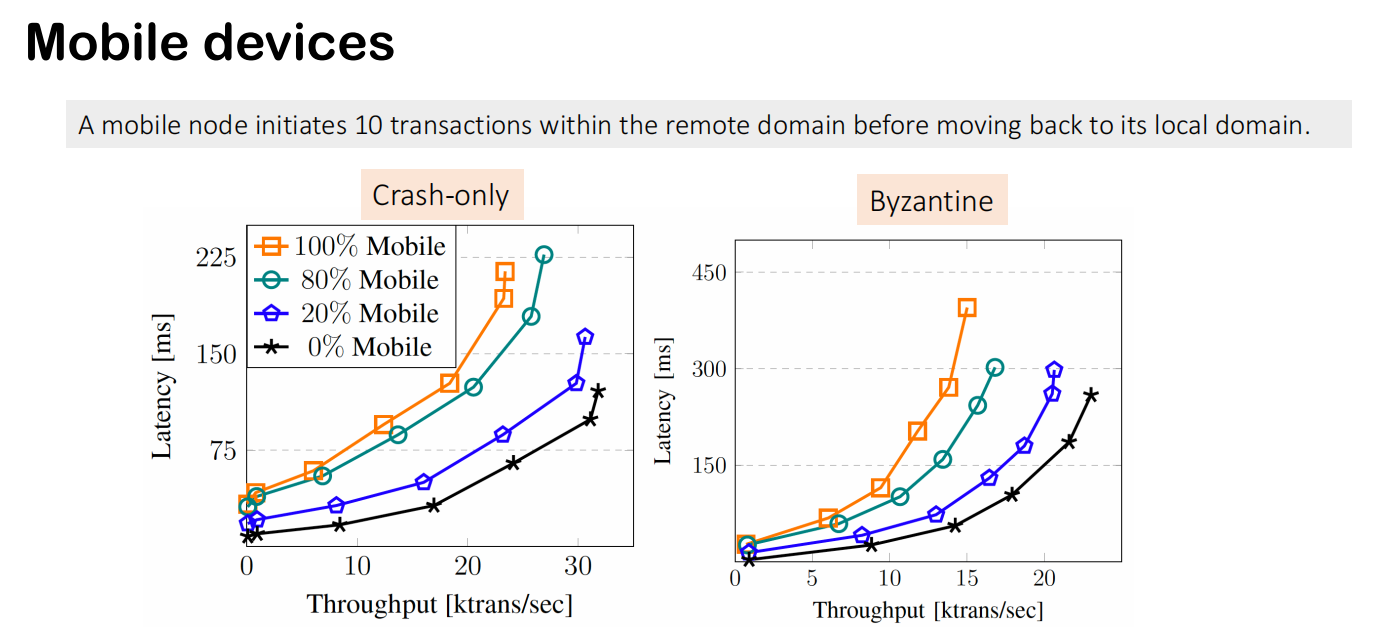 Mobile devices
A mobile node initiates 10 transactions within the remote domain before moving back to its local domain.
Crash-only
225
150
75
Latency [ms]
100% Mobile
80% Mobile
20% Mobile
0% Mobile
0 10 20 30
Throughput [ktrans/sec]
Byzantine
450
300
150
Latency [ms]
0 5 10 15 20
Throughput [ktrans/sec]